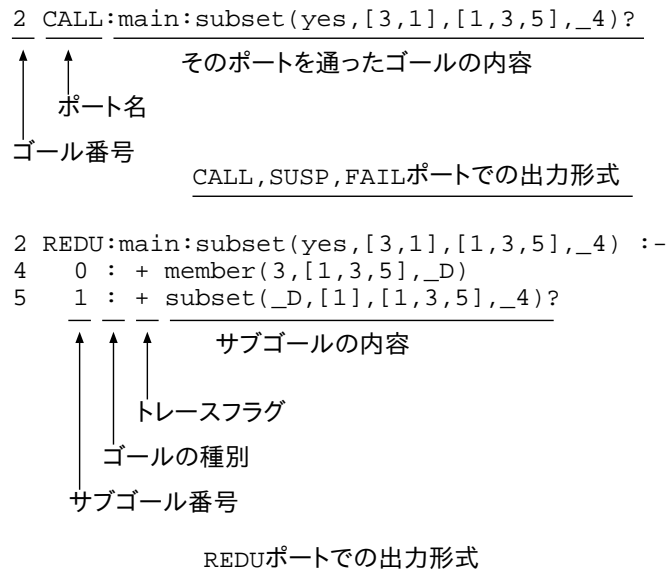 2 CALL:main:subset(yes,[3,1],[1,3,5],_4)?
そのポートを通ったゴールの内容
ポート名
ゴール番号
CALL,SUSP,FAILポートでの出力形式
2 REDU:main:subset(yes,[3,1],[1,3,5],_4) :-
4 0 : + member(3,[1,3,5],_D)
5 1 : + subset(_D,[1],[1,3,5],_4)?
サブゴールの内容
トレースフラグ
ゴールの種別
サブゴール番号
REDUポートでの出力形式